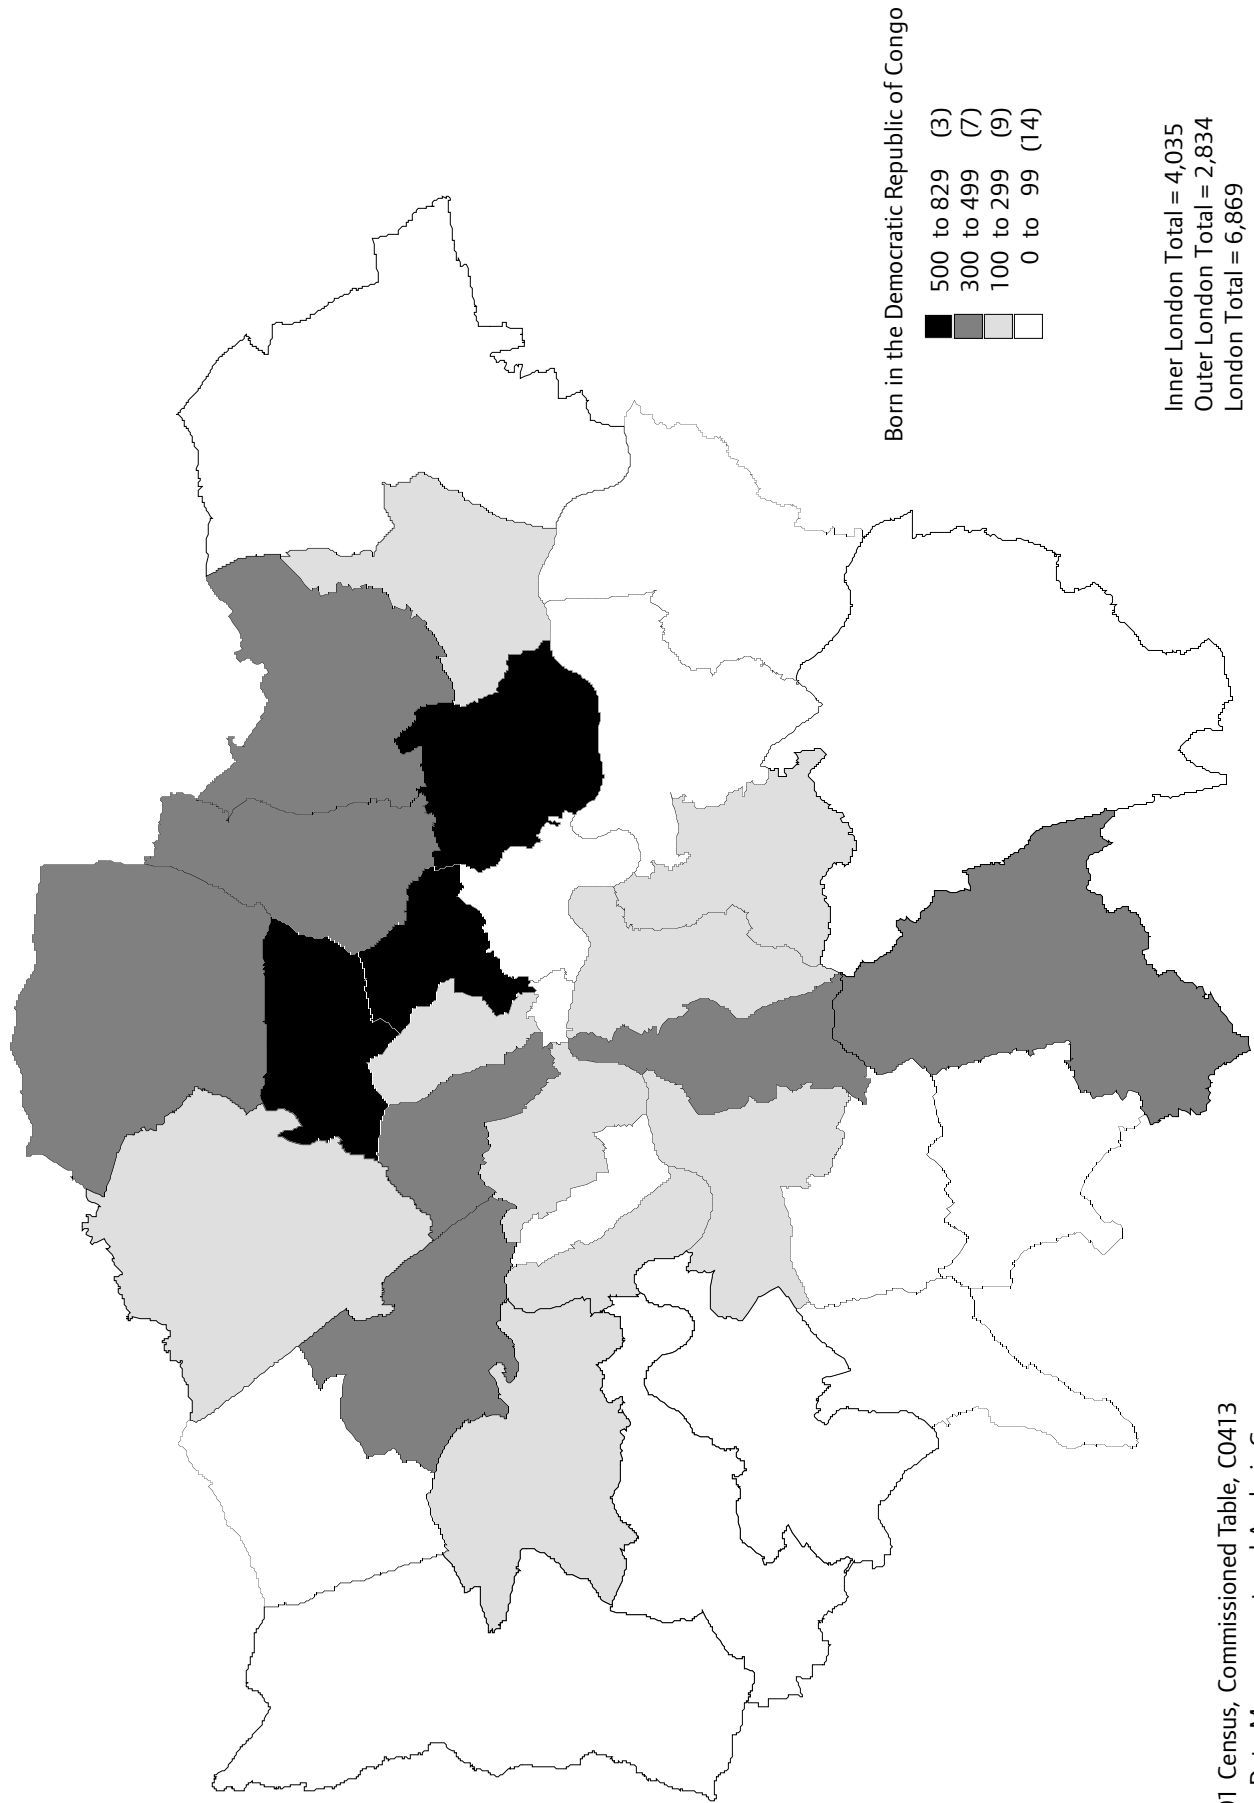 Born in the Democratic Republic of Congo
500 to 829 (3)
300 to 499 (7)
100 to 299 (9)
0 to 99 (14)
Inner London Total = 4,035
Outer London Total = 2,834
London Total = 6,869
Census, Commissioned Table, C0413